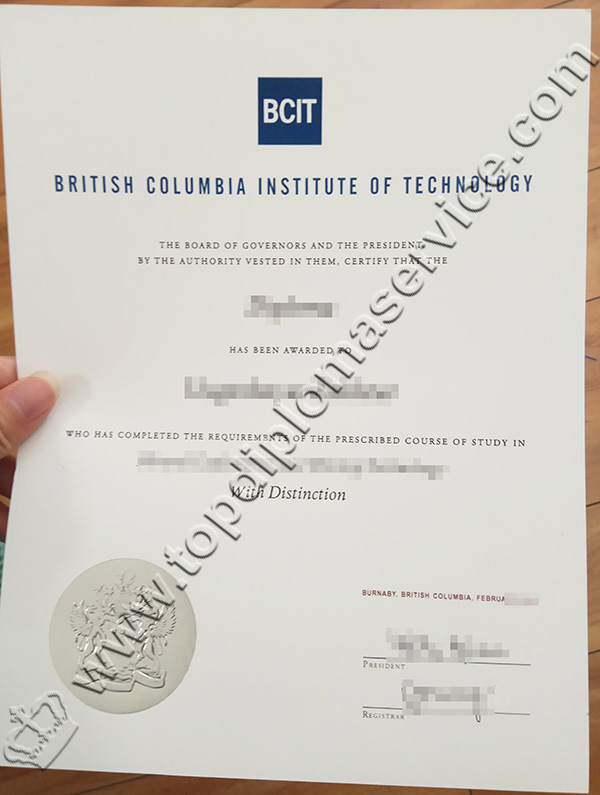 BCIT
BRITISH COLUMBIA INSTITUTE OF TECHNOLOGY
THE BOARD OF GOVERNORS AND THE PRESIDENT,
BY THE AUTHORITY VESTED IN THEM, CERTIFY THAT THE
HAS BEEN AWARDED TO
WHO HAS COMPLETED THE REQUIREMENTS OF THE PRESCRIBED COURSE OF STUDY IN
With Distinction
BURNABY, BRITISH COLUMBIA,
PRESIDENT
REGISTRAR
www.topdiplomaservice.com